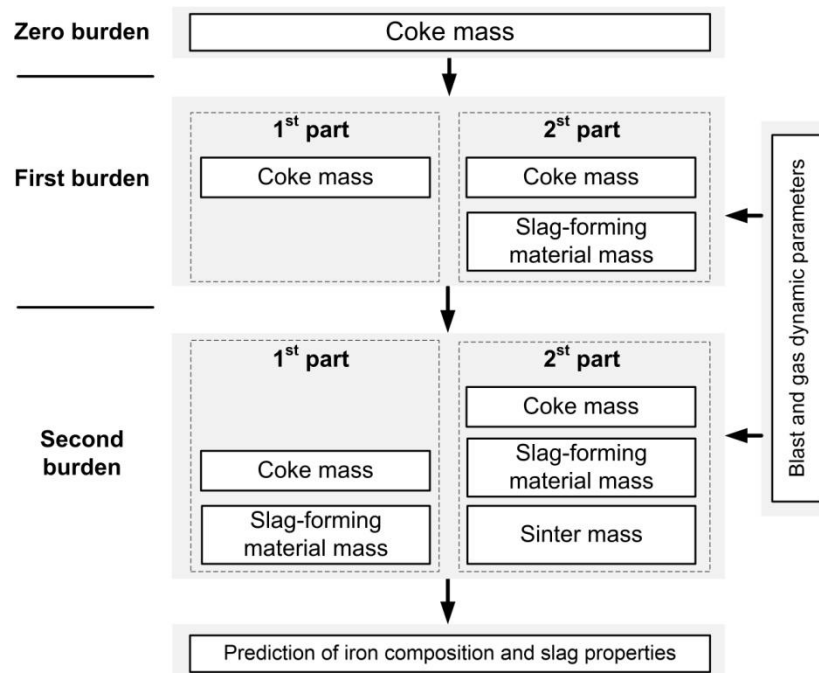 Zero burden
Coke mass
First burden
1st part
Coke mass
2st part
Coke mass
Slag-forming
material mass
Blast and gas dynamic parameters
Second
burden
1st part
Coke mass
Slag-forming
material mass
2st part
Coke mass
Slag-forming
material mass
Sinter mass
Prediction of iron composition and slag properties